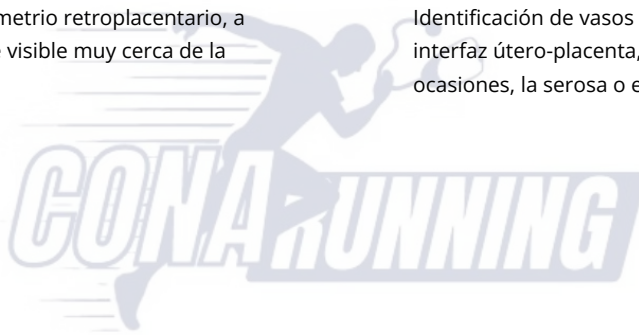 metrio retroplacentario, a
visible muy cerca de la
Identificación de vasos
interfaz útero-placenta,
ocasiones, la serosa o e
CONARUNNING